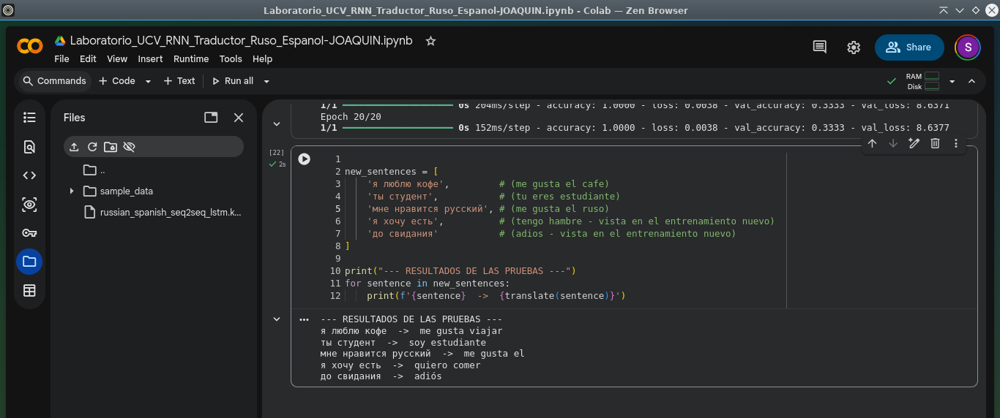 Laboratorio_UCV_RNN_Traductor_Ruso_Espanol-JOAQUIN.ipynb - Colab — Zen Browser
Laboratorio_UCV_RNN_Traductor_Ruso_Espanol-JOAQUIN.ipynb
File Edit View Insert Runtime Tools Help
Share
S
Commands + Code + Text Run all
RAM
Disk
Files
..
sample_data
russian_spanish_seq2seq_lstm.k...
1/1 0s 204ms/step - accuracy: 1.0000 - loss: 0.0038 - val_accuracy: 0.3333 - val_loss: 8.6371
Epoch 20/20
1/1 0s 152ms/step - accuracy: 1.0000 - loss: 0.0038 - val_accuracy: 0.3333 - val_loss: 8.6377
[22]
2s
1
2 new_sentences = [
3 'я люблю кофе', # (me gusta el cafe)
4 'ты студент', # (tu eres estudiante)
5 'мне нравится русский', # (me gusta el ruso)
6 'я хочу есть', # (tengo hambre - vista en el entrenamiento nuevo)
7 'до свидания' # (adios - vista en el entrenamiento nuevo)
8 ]
9
10 print("--- RESULTADOS DE LAS PRUEBAS ---")
11 for sentence in new_sentences:
12 print(f'{sentence} -> {translate(sentence)}')
--- RESULTADOS DE LAS PRUEBAS ---
я люблю кофе -> me gusta viajar
ты студент -> soy estudiante
мне нравится русский -> me gusta el
я хочу есть -> quiero comer
до свидания -> adiós